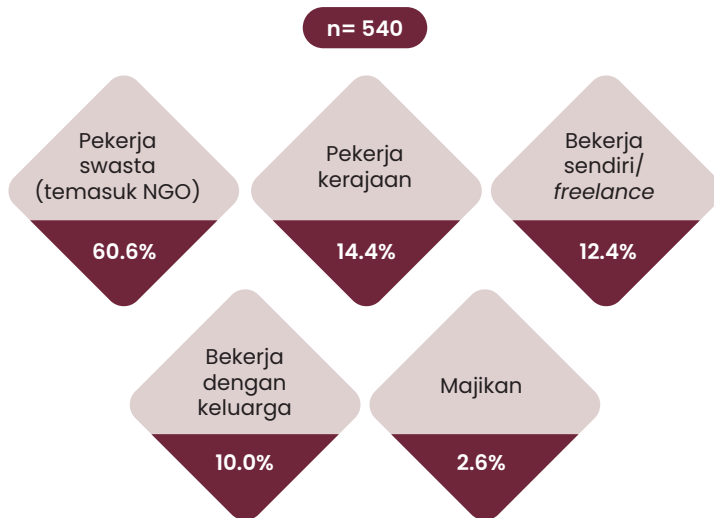 n= 540
Pekerja
swasta
(temasuk NGO)
60.6%
Pekerja
kerajaan
14.4%
Bekerja
sendiri/
freelance
12.4%
Bekerja
dengan
keluarga
10.0%
Majikan
2.6%